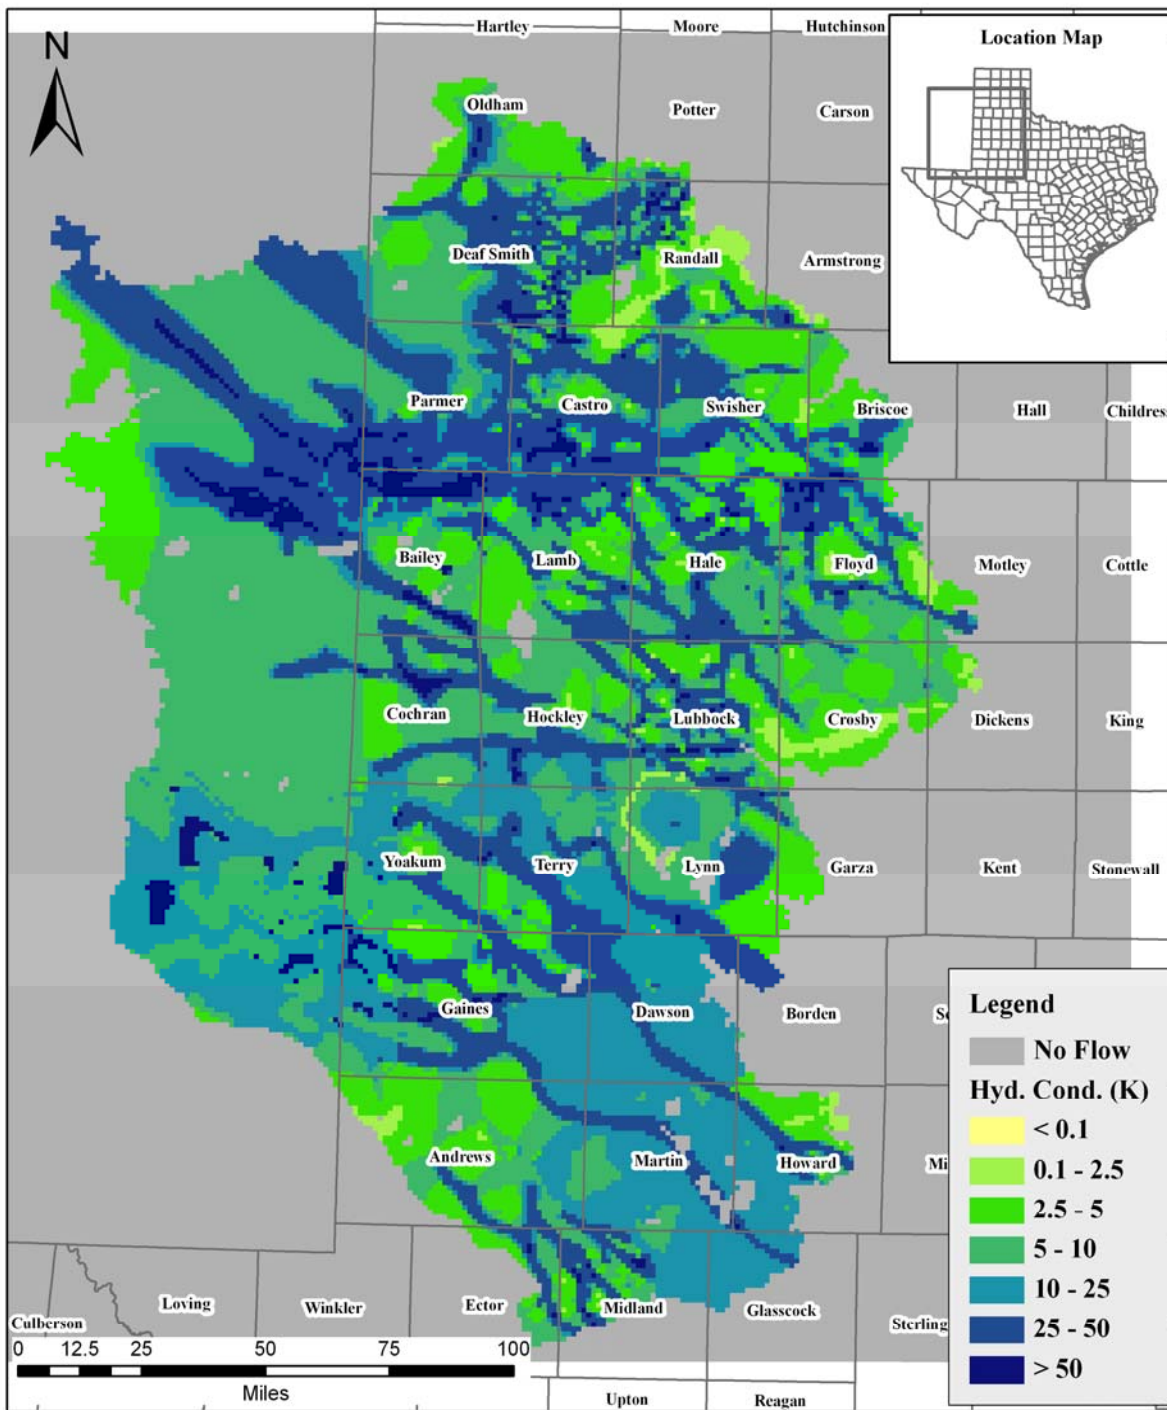 Hartley
Moore
Hutchinson
N
Location Map
Oldham
Potter
Carson
Deaf Smith
Randall
Armstrong
Parmer
Castro
Swisher
Briscoe
Hall
Childress
Bailey
Lamb
Hale
Floyd
Motley
Cottle
Cochran
Hockley
Lubbock
Crosby
Dickens
King
Yoakum
Terry
Lynn
Garza
Kent
Stonewall
Gaines
Dawson
Borden
Sc
Andrews
Martin
Howard
Mi
Culberson
Loving
Winkler
Ector
Midland
Glasscock
Sterling
Upton
Reagan
0 12.5 25 50 75 100
Miles
Legend
No Flow
Hyd. Cond. (K)
< 0.1
0.1 - 2.5
2.5 - 5
5 - 10
10 - 25
25 - 50
> 50